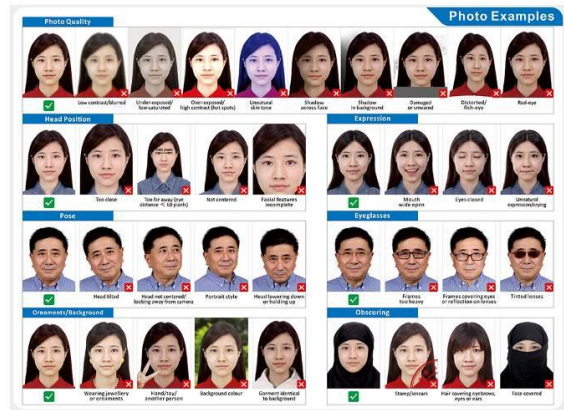 Photo Examples
Photo Quality
Low contrast/blurred
Under exposed/
low-saturated
Over exposed/
high contrast (hot spots)
Unnatural
skin tone
Shadow
across face
Shadow
in background
Damaged
or smeared
Distorted/
fish-eye
Red-eye
Head Position
Too close
Too far away (eye
distance < 60 pixels)
Not centered
Facial features
incomplete
Expression
Mouth
wide open
Eyes closed
Unnatural
expression/crying
Pose
Head tilted
Head not centered/
looking away from camera
Portrait style
Head lowering down
or holding up
Eyeglasses
Frames
too heavy
Frames covering eyes
or reflection on lenses
Tinted lenses
Ornaments/Background
Wearing jewellery
or ornaments
Hand/toy/
another person
Background colour
Garment identical
to background
Obscuring
Stamp/smears
Hair covering eyebrows,
eyes or ears
Face covered